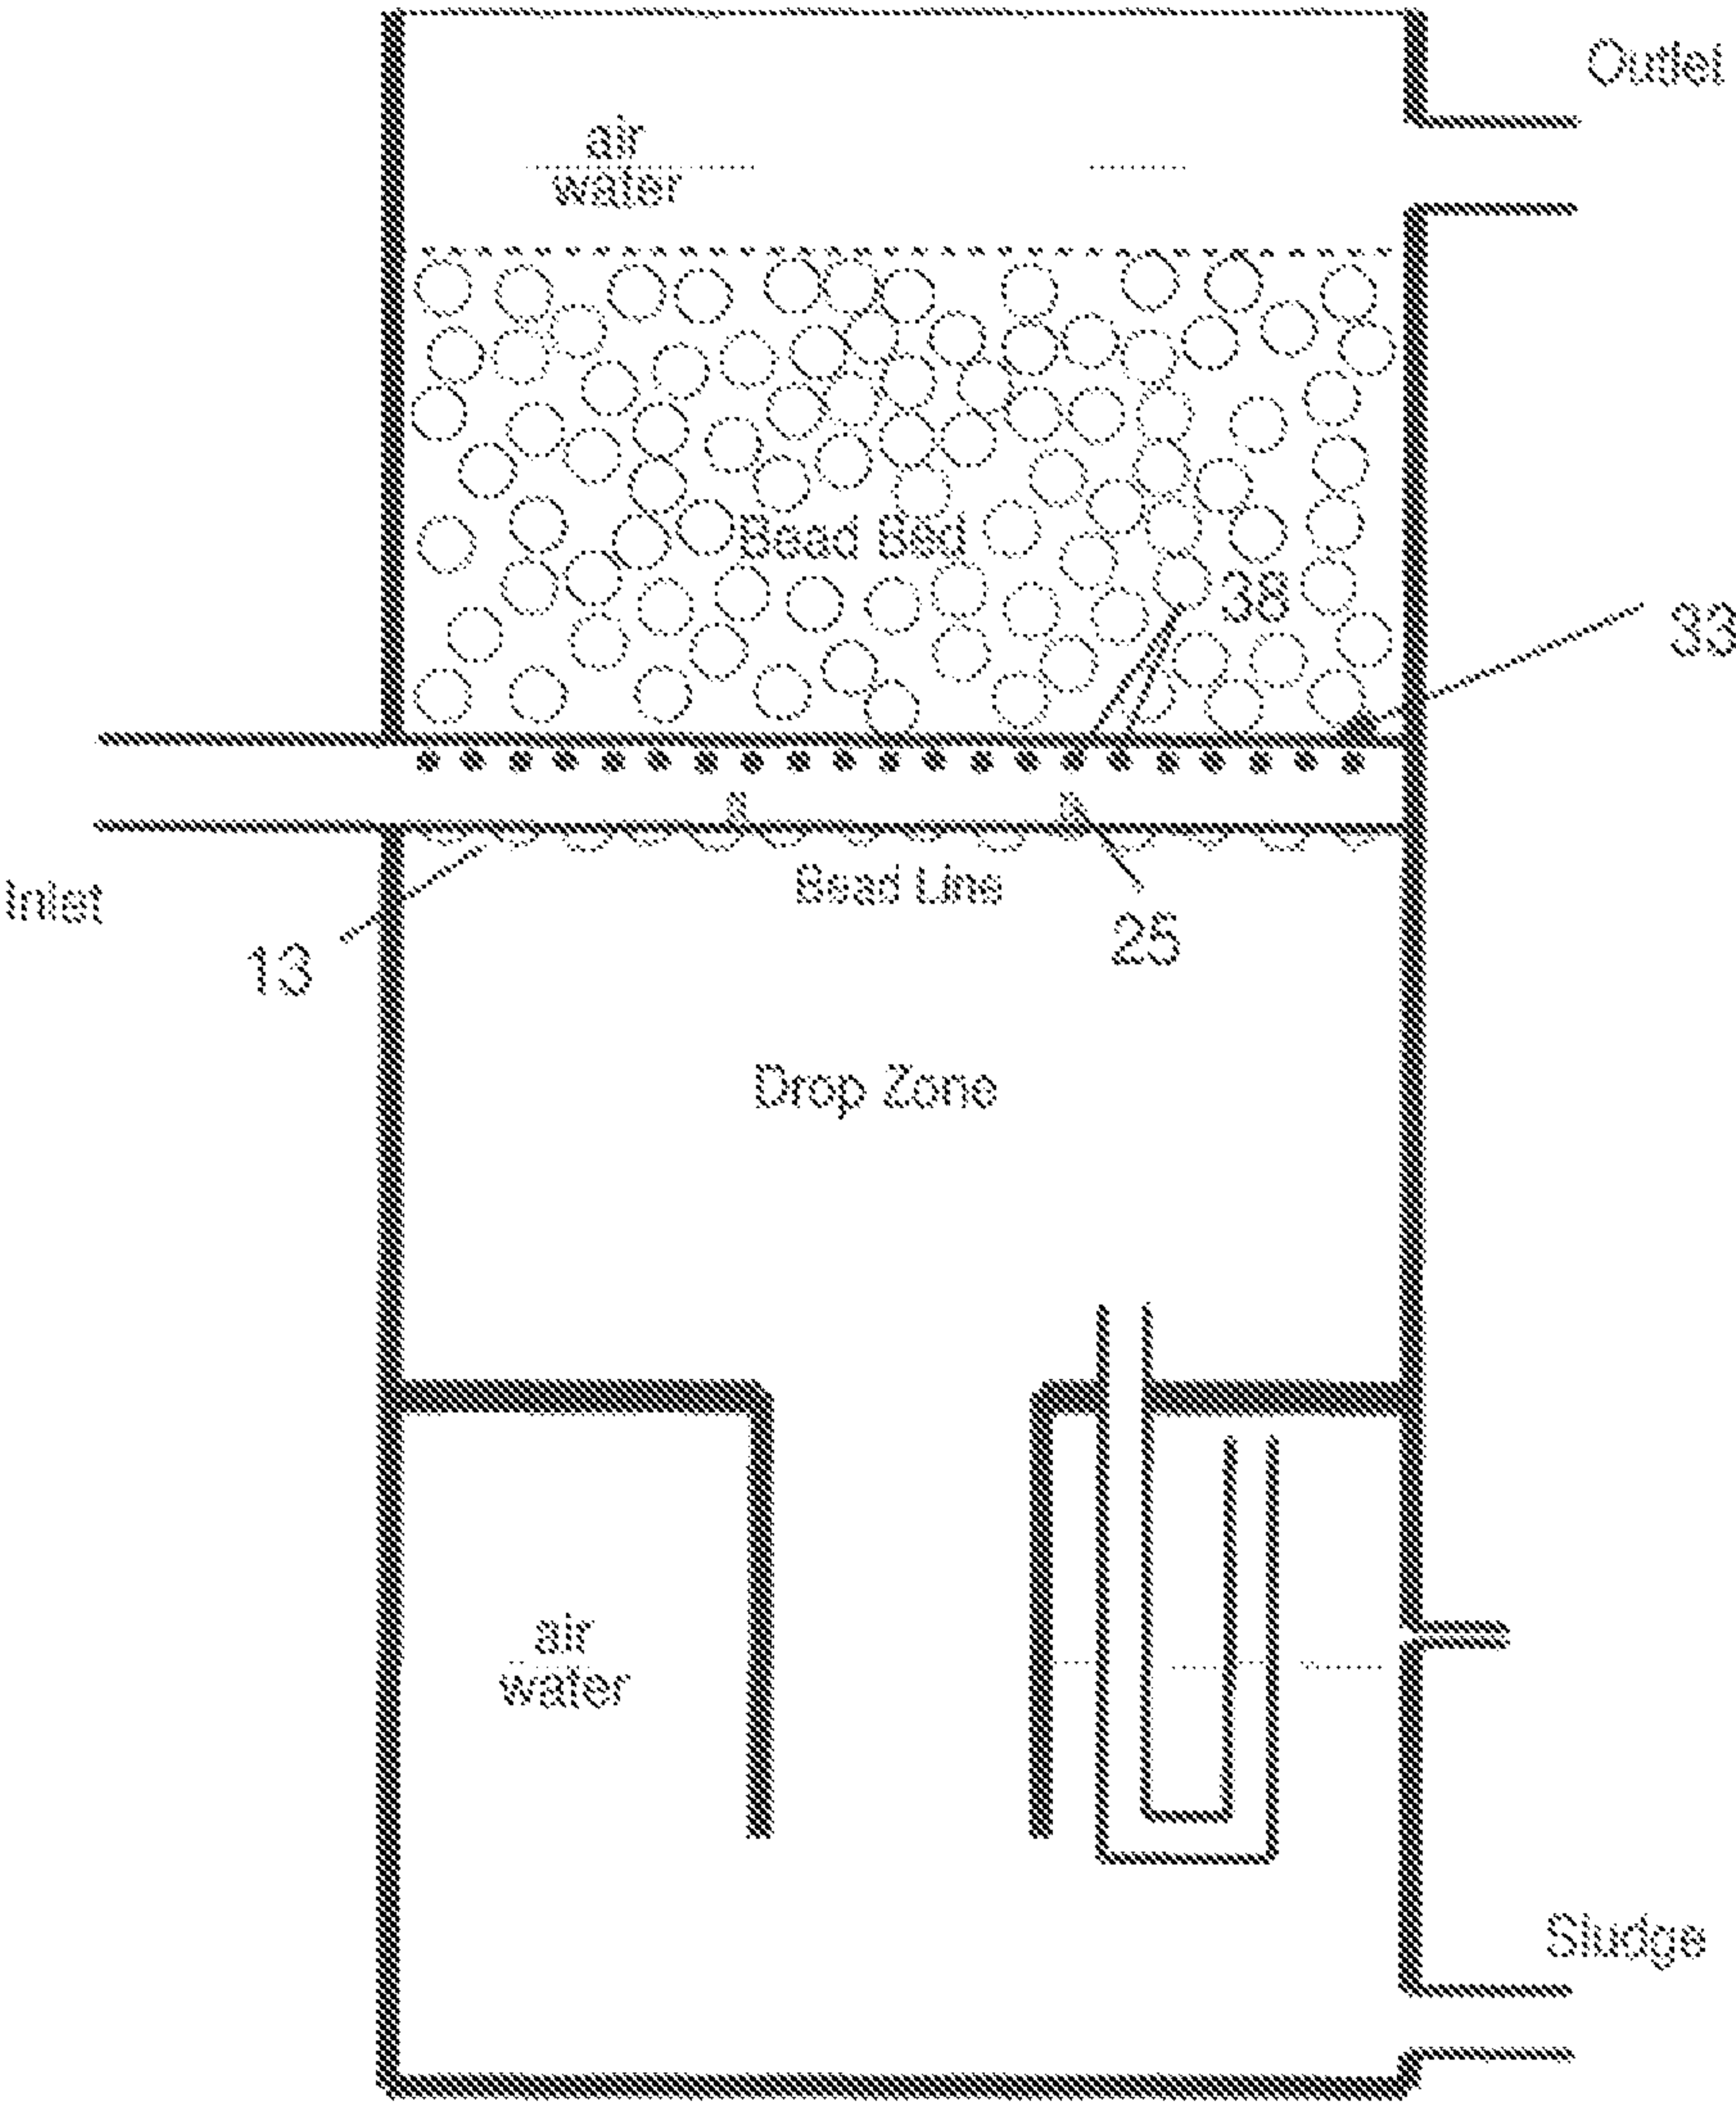 Outlet
air
water
Bead Bed
38
33
Bead Line
Inlet
13
25
Drop Zone
air
water
Sludge